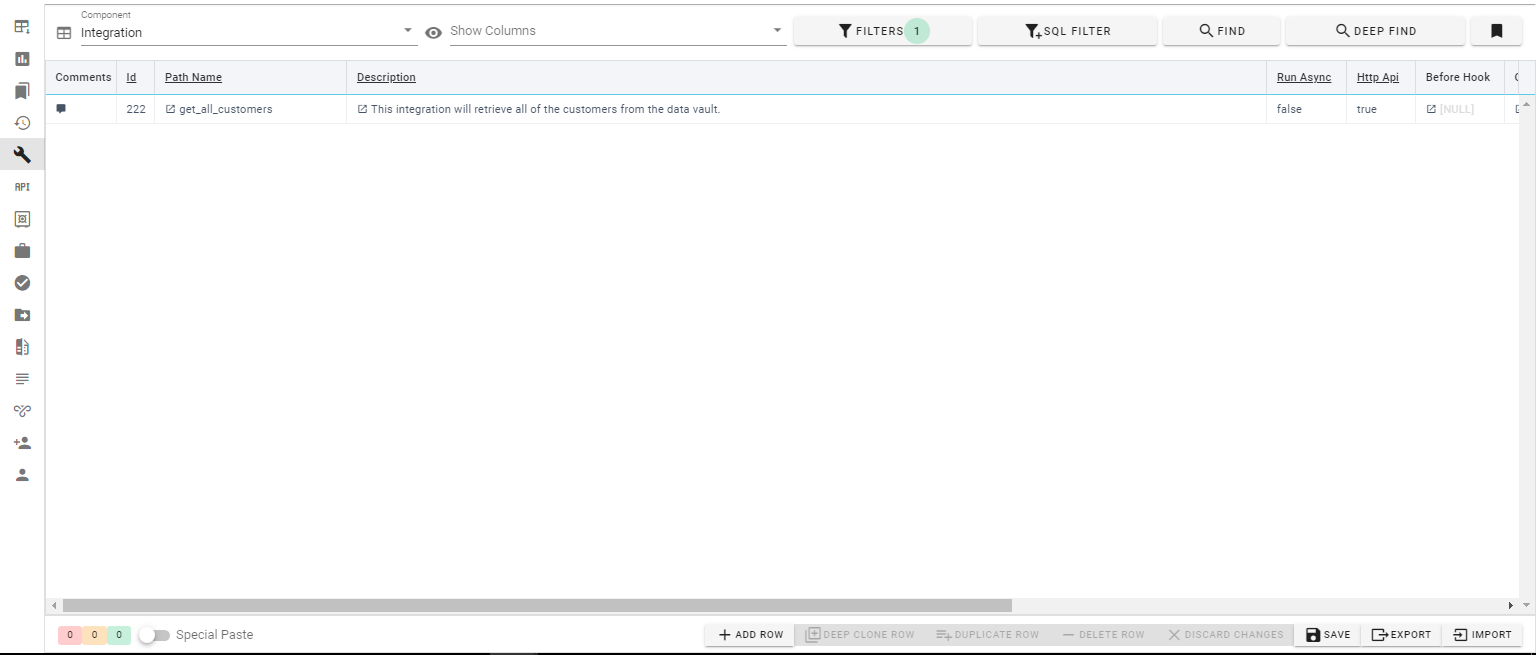 Component
Integration
Show Columns
FILTERS 1
SQL FILTER
FIND
DEEP FIND
Comments Id Path Name Description Run Async Http Api Before Hook
222 get_all_customers This integration will retrieve all of the customers from the data vault. false true [NULL]
API
0 0 0 Special Paste ADD ROW DEEP CLONE ROW DUPLICATE ROW DELETE ROW DISCARD CHANGES SAVE EXPORT IMPORT